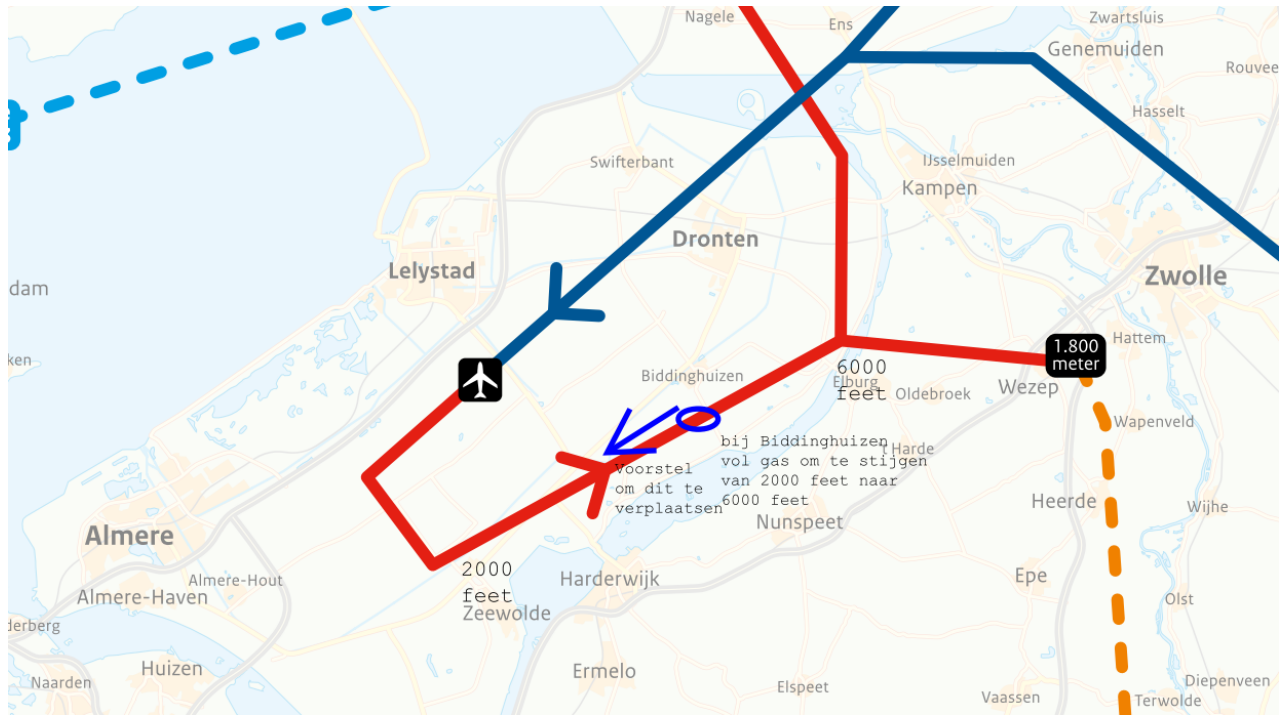 Nagele
Ens
Zwartsluis
Genemuiden
Rouvee
Hasselt
Swifterbant
IJsselmuiden
Kampen
Dronten
Lelystad
Zwolle
dam
ken
Hattem
1.800
meter
Biddinghuizen
6000
feet
Elburg
Oldebroek
Wezep
Wapenveld
bij Biddinghuizen
vol gas om te stijgen
van 2000 feet naar
6000 feet
't Harde
Voorstel
om dit te
verplaatsen
Heerde
Wijhe
Nunspeet
Almere
2000
feet
Almere-Hout
Almere-Haven
Harderwijk
Epe
Zeewolde
Olst
derberg
Huizen
Ermelo
Naarden
Elspeet
Vaassen
Diepenveen
Terwolde